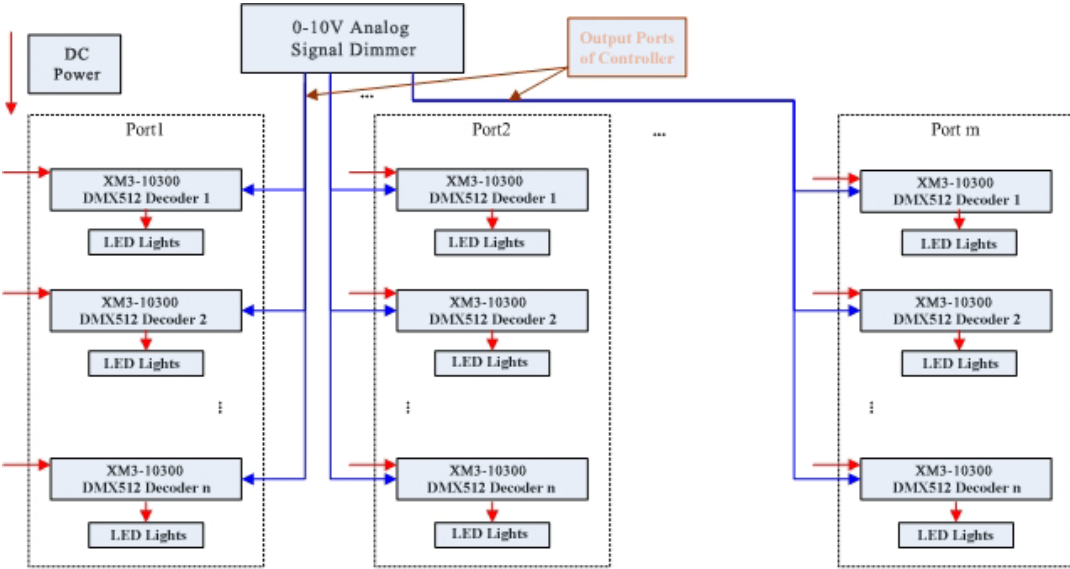 DC
Power
0-10V Analog
Signal Dimmer
Output Ports
of Controller
...
Port1
XM3-10300
DMX512 Decoder 1
LED Lights
XM3-10300
DMX512 Decoder 2
LED Lights
...
XM3-10300
DMX512 Decoder n
LED Lights
Port2
XM3-10300
DMX512 Decoder 1
LED Lights
XM3-10300
DMX512 Decoder 2
LED Lights
...
XM3-10300
DMX512 Decoder n
LED Lights
...
Port m
XM3-10300
DMX512 Decoder 1
LED Lights
XM3-10300
DMX512 Decoder 2
LED Lights
...
XM3-10300
DMX512 Decoder n
LED Lights